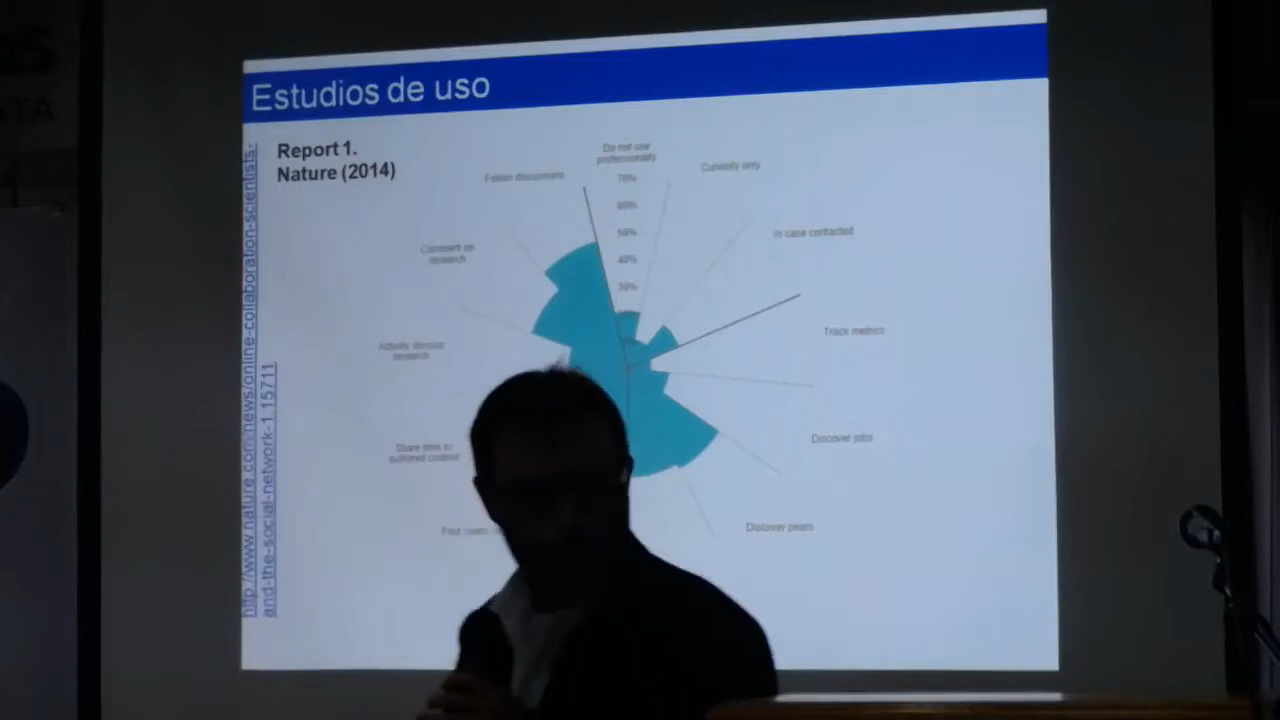 Estudios de uso
Report 1.
Nature (2014)
http://www.nature.com/news/online-collaboration-scientists-
and-the-social-network-1.15711
Do not use
professionally
Curiosity only
In case contacted
Track metrics
Discover jobs
Discover peers
Post
Share links to
authored content
Actively discuss
research
Comment on
research
Follow discussions
70%
60%
50%
40%
30%